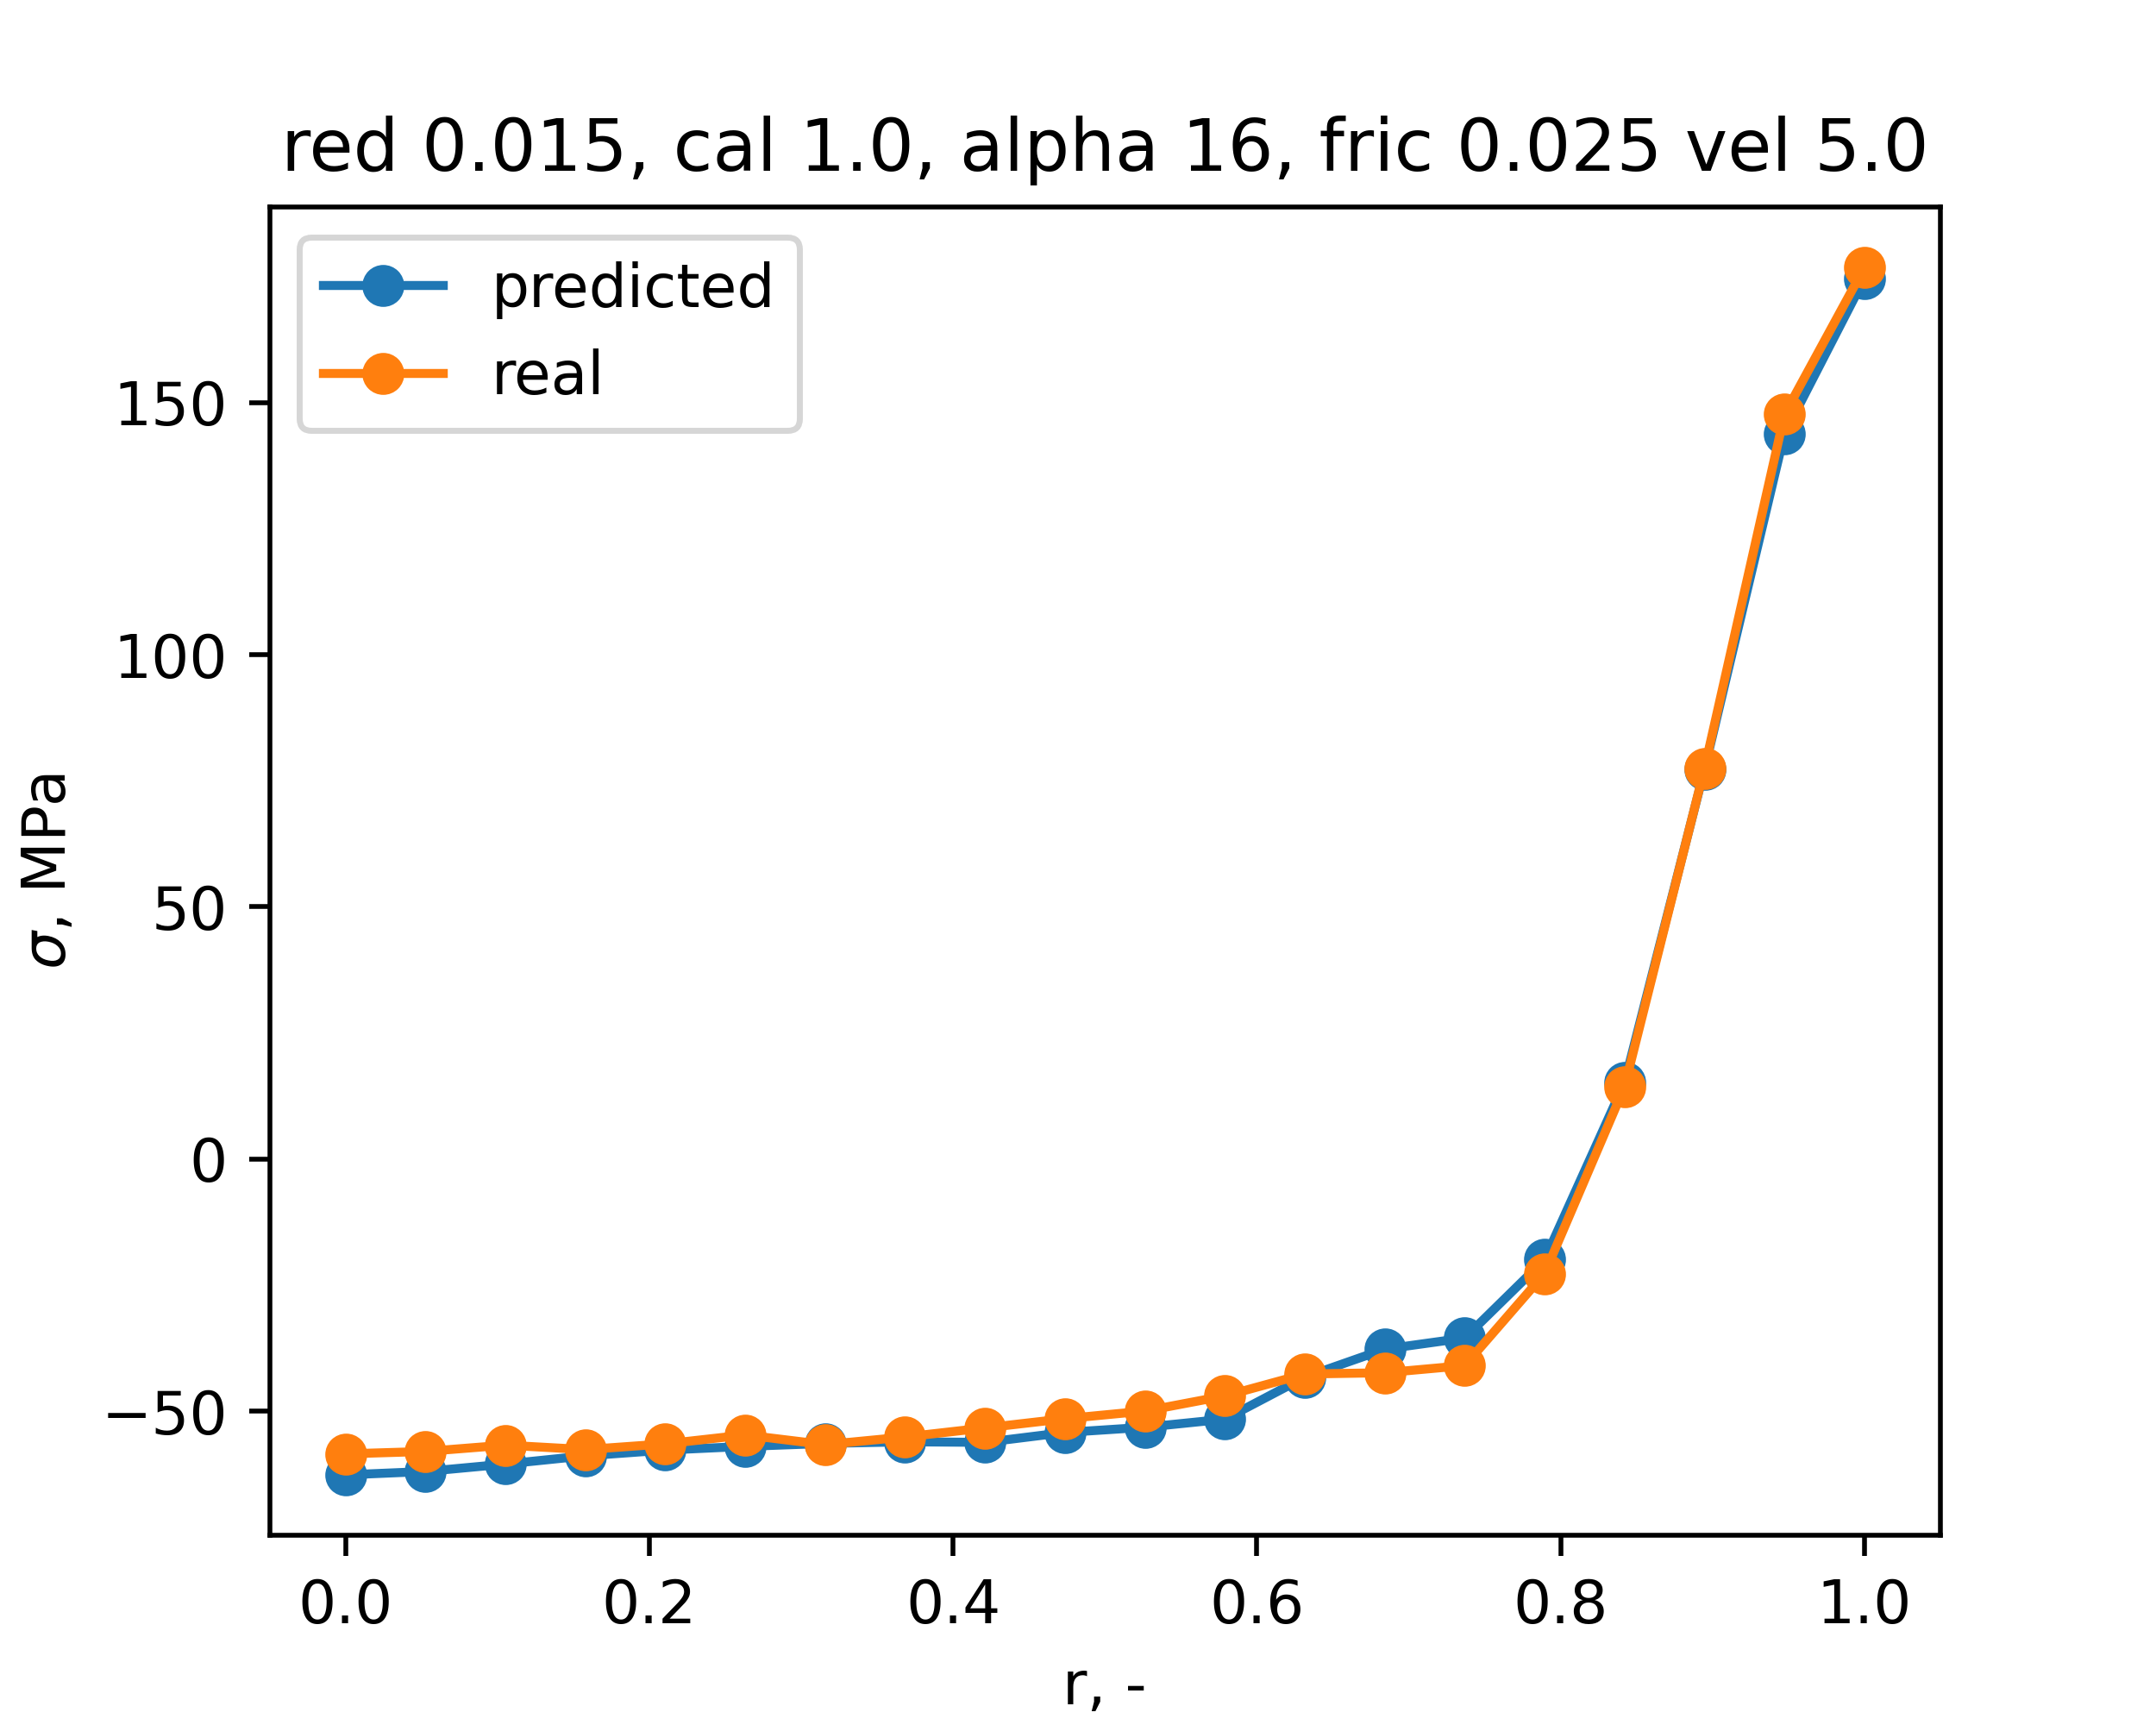 red 0.015, cal 1.0, alpha 16, fric 0.025 vel 5.0
predicted
real
150
100
50
0
−50
σ, MPa
0.0 0.2 0.4 0.6 0.8 1.0
r, -